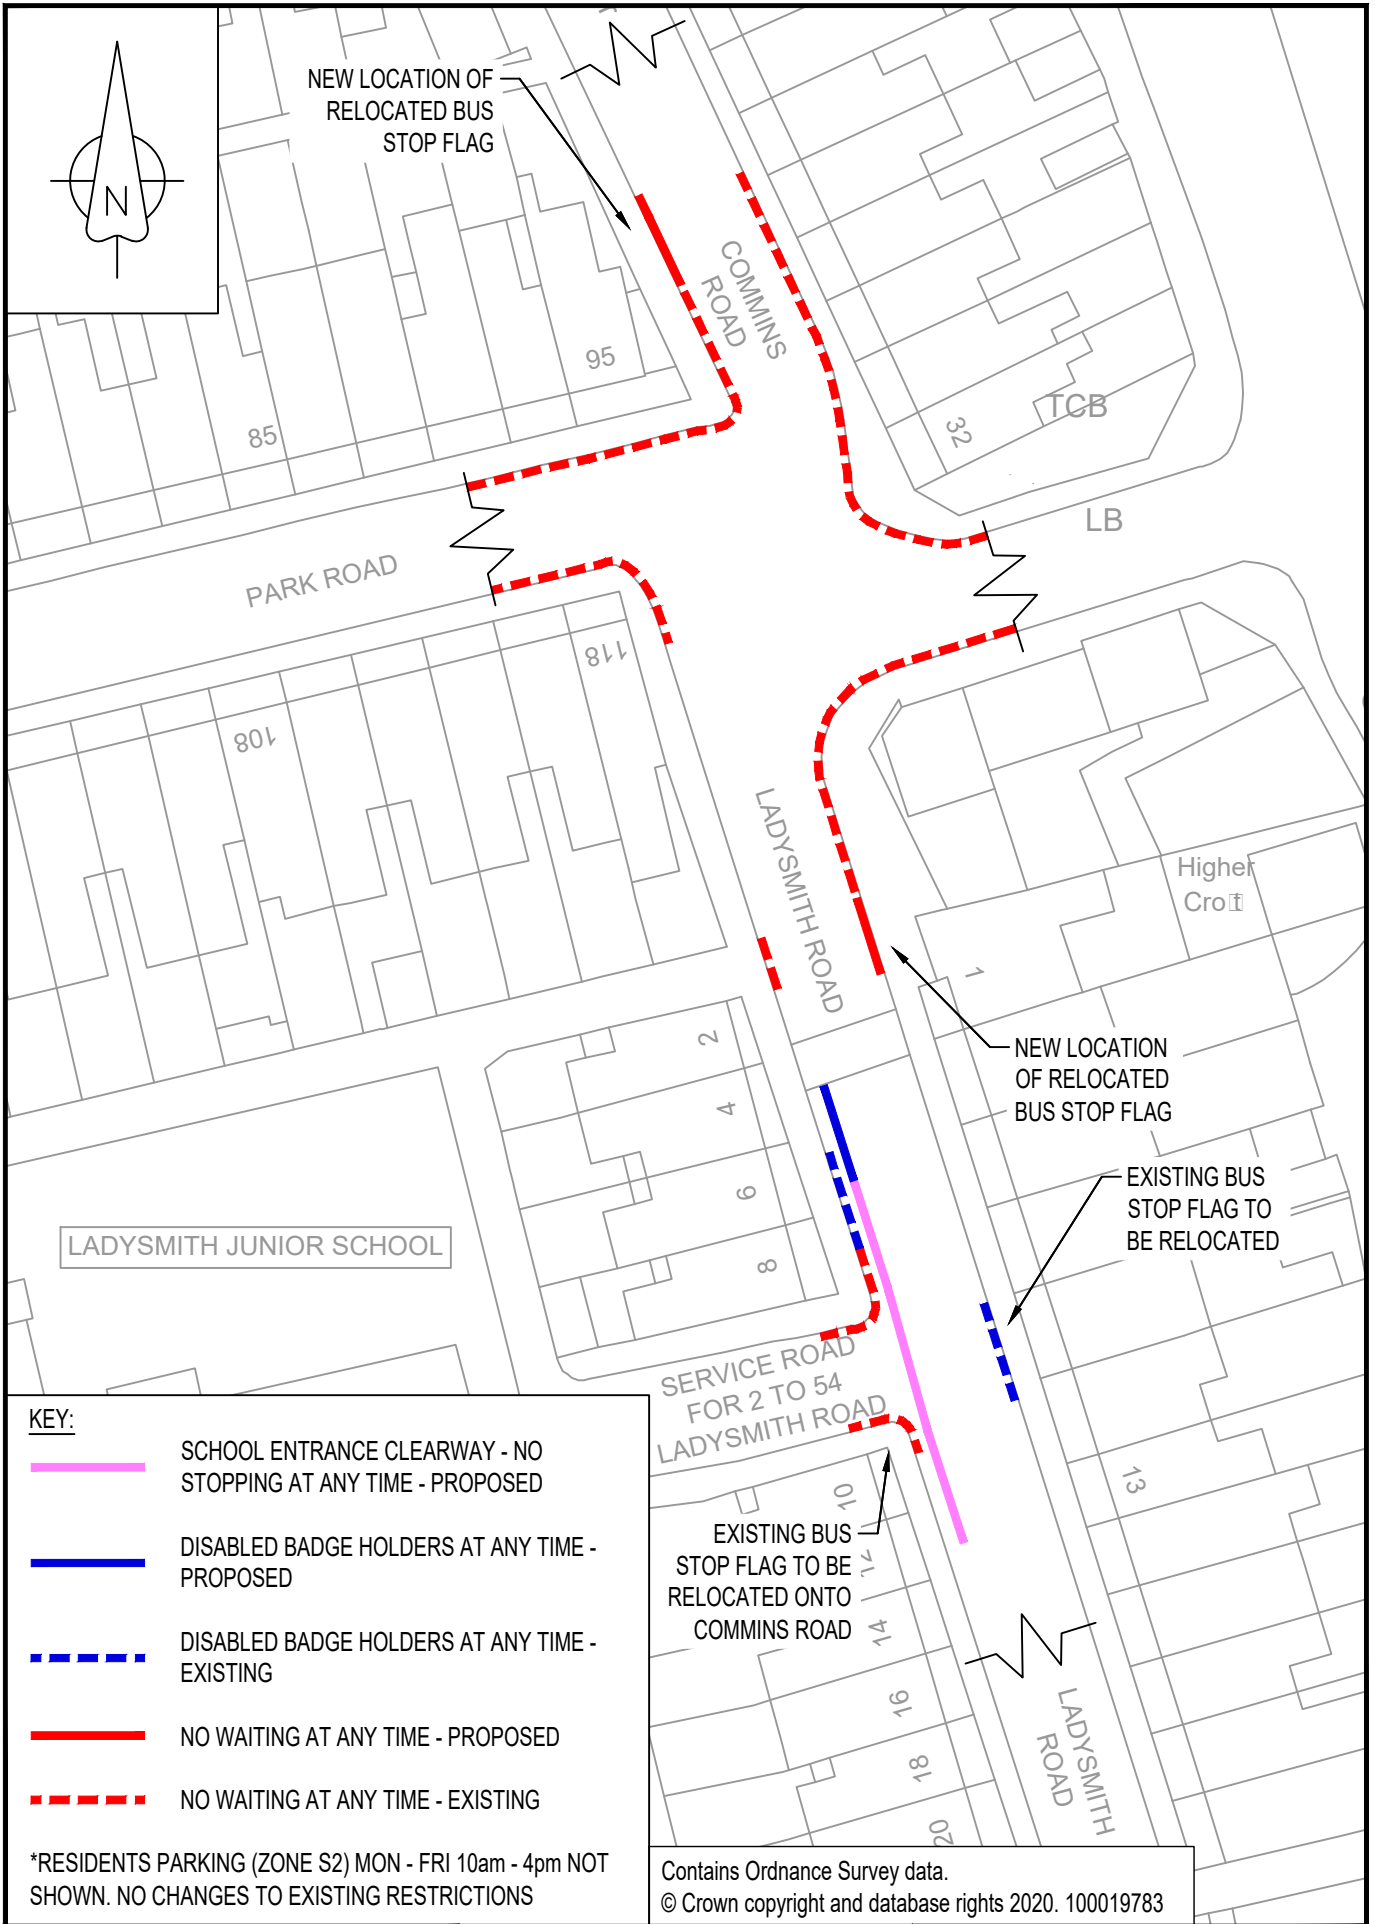 N
NEW LOCATION OF
RELOCATED BUS
STOP FLAG
COMMINS
ROAD
95
85
32
TCB
LB
PARK ROAD
118
108
LADYSMITH ROAD
Higher
1
2
4
6
8
NEW LOCATION
OF RELOCATED
BUS STOP FLAG
EXISTING BUS
STOP FLAG TO
BE RELOCATED
LADYSMITH JUNIOR SCHOOL
SERVICE ROAD
FOR 2 TO 54
LADYSMITH ROAD
10
13
EXISTING BUS
STOP FLAG TO BE
RELOCATED ONTO
COMMINS ROAD
14
16
18
20
LADYSMITH
ROAD
KEY:
SCHOOL ENTRANCE CLEARWAY - NO
STOPPING AT ANY TIME - PROPOSED
DISABLED BADGE HOLDERS AT ANY TIME -
PROPOSED
DISABLED BADGE HOLDERS AT ANY TIME -
EXISTING
NO WAITING AT ANY TIME - PROPOSED
NO WAITING AT ANY TIME - EXISTING
*RESIDENTS PARKING (ZONE S2) MON - FRI 10am - 4pm NOT
SHOWN. NO CHANGES TO EXISTING RESTRICTIONS
Contains Ordnance Survey data.
© Crown copyright and database rights 2020. 100019783